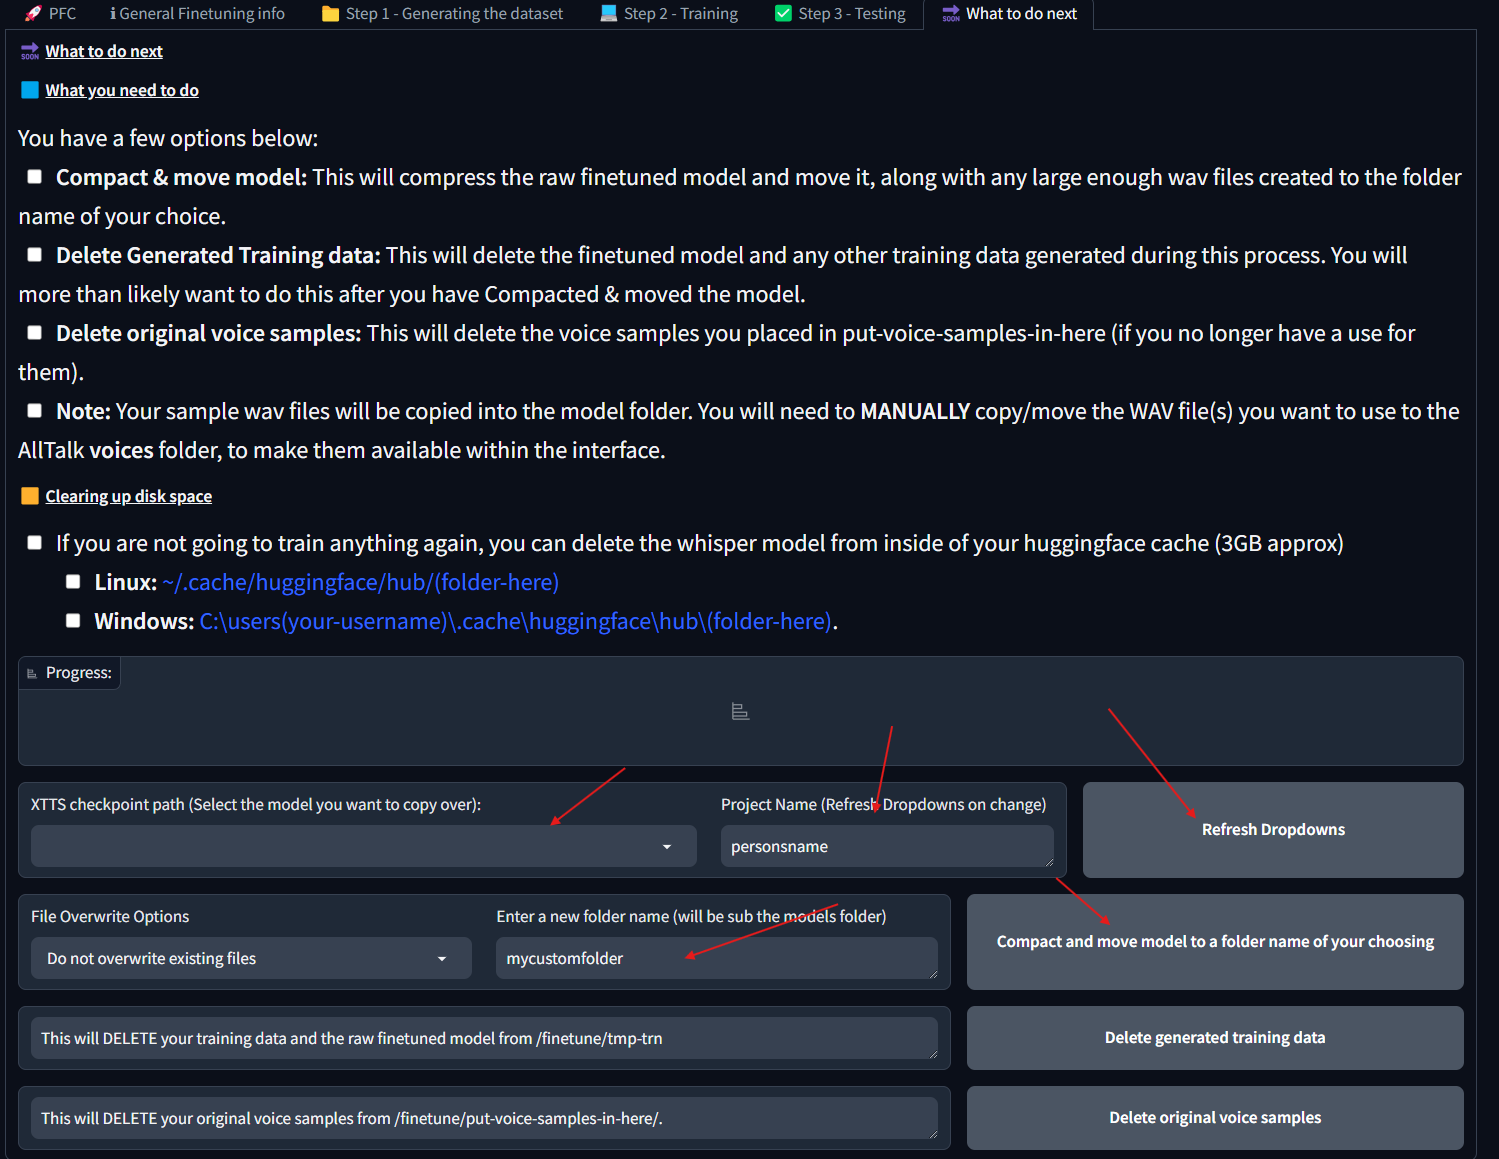 🚀 PFC
ℹ General Finetuning info
📁 Step 1 - Generating the dataset
💻 Step 2 - Training
✅ Step 3 - Testing
🔜 What to do next
🔜 What to do next
🟦 What you need to do
You have a few options below:
Compact & move model: This will compress the raw finetuned model and move it, along with any large enough wav files created to the folder
name of your choice.
Delete Generated Training data: This will delete the finetuned model and any other training data generated during this process. You will
more than likely want to do this after you have Compacted & moved the model.
Delete original voice samples: This will delete the voice samples you placed in put-voice-samples-in-here (if you no longer have a use for
them).
Note: Your sample wav files will be copied into the model folder. You will need to MANUALLY copy/move the WAV file(s) you want to use to the
AllTalk voices folder, to make them available within the interface.
🟧 Clearing up disk space
If you are not going to train anything again, you can delete the whisper model from inside of your huggingface cache (3GB approx)
Linux: ~/.cache/huggingface/hub/(folder-here)
Windows: C:\users(your-username)\.cache\huggingface\hub\(folder-here).
Progress:
XTTS checkpoint path (Select the model you want to copy over):
Project Name (Refresh Dropdowns on change)
personsname
Refresh Dropdowns
File Overwrite Options
Do not overwrite existing files
Enter a new folder name (will be sub the models folder)
mycustomfolder
Compact and move model to a folder name of your choosing
This will DELETE your training data and the raw finetuned model from /finetune/tmp-trn
Delete generated training data
This will DELETE your original voice samples from /finetune/put-voice-samples-in-here/.
Delete original voice samples